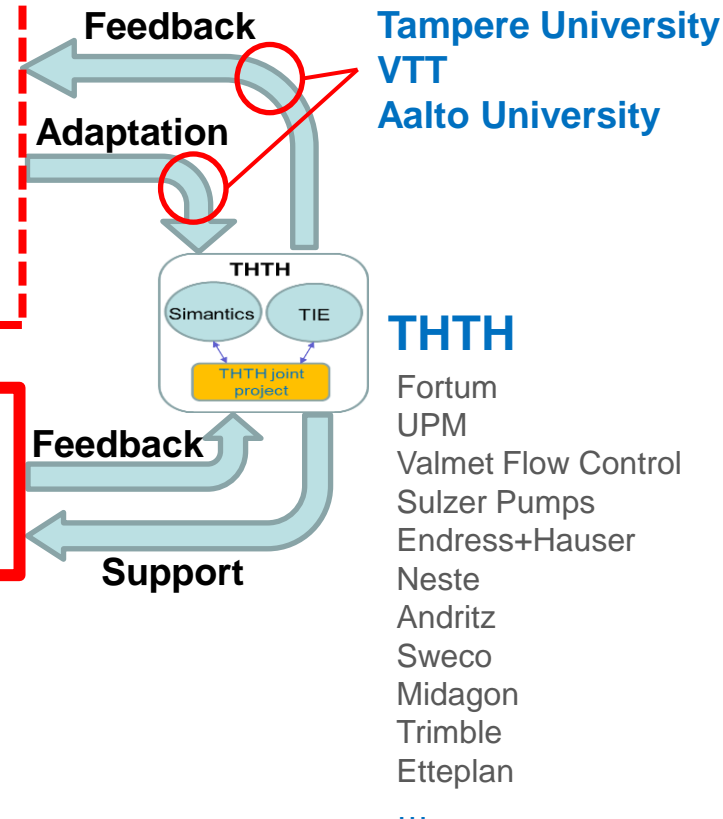 Feedback
Tampere University
VTT
Aalto University
Adaptation
THTH
Simantics
TIE
THTH joint
project
THTH
Fortum
UPM
Valmet Flow Control
Sulzer Pumps
Endress+Hauser
Neste
Andritz
Sweco
Midagon
Trimble
Etteplan
...
Feedback
Support